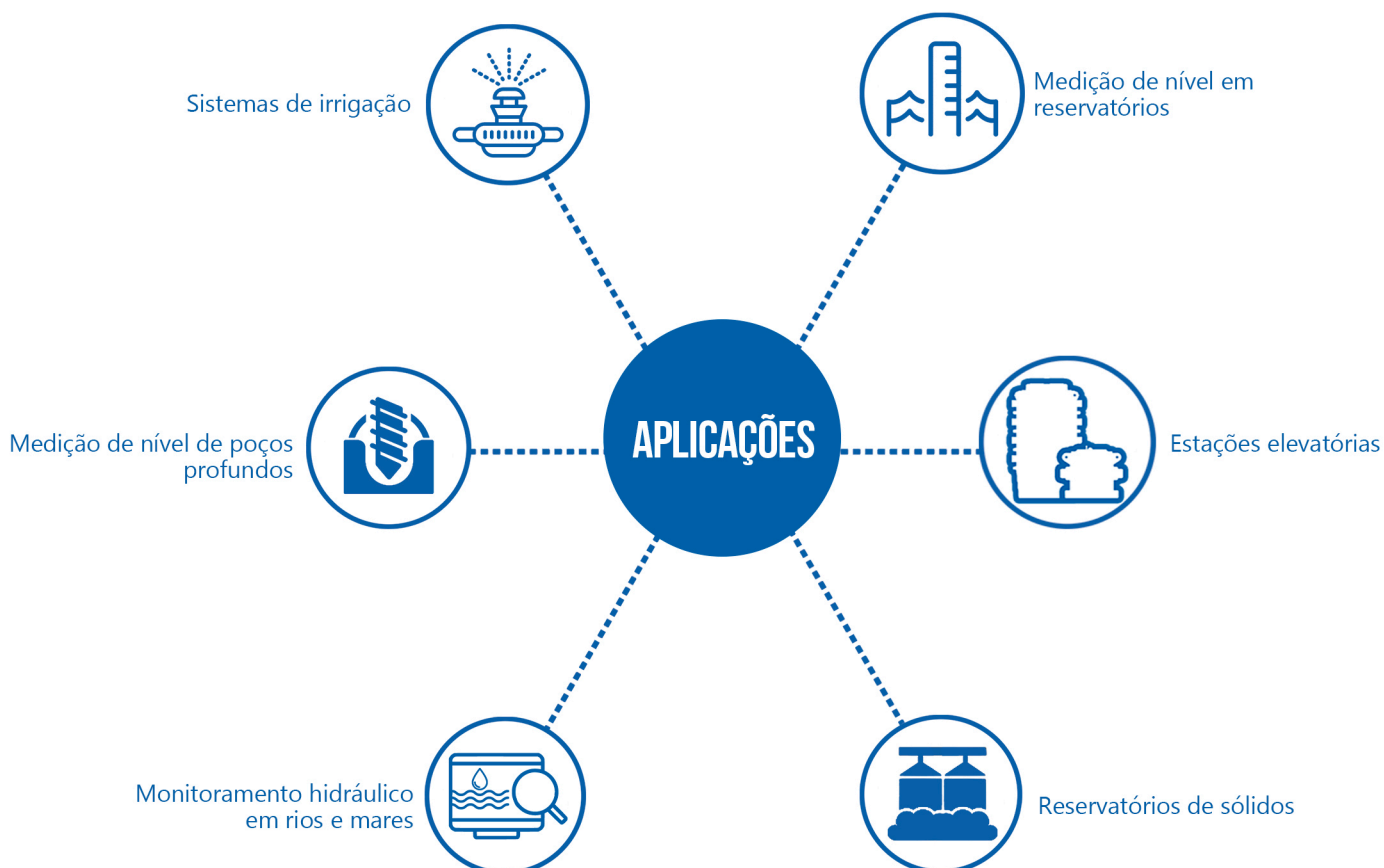 Sistemas de irrigação
Medição de nível em
reservatórios
APLICAÇÕES
Medição de nível de poços
profundos
Estações elevatórias
Monitoramento hidráulico
em rios e mares
Reservatórios de sólidos